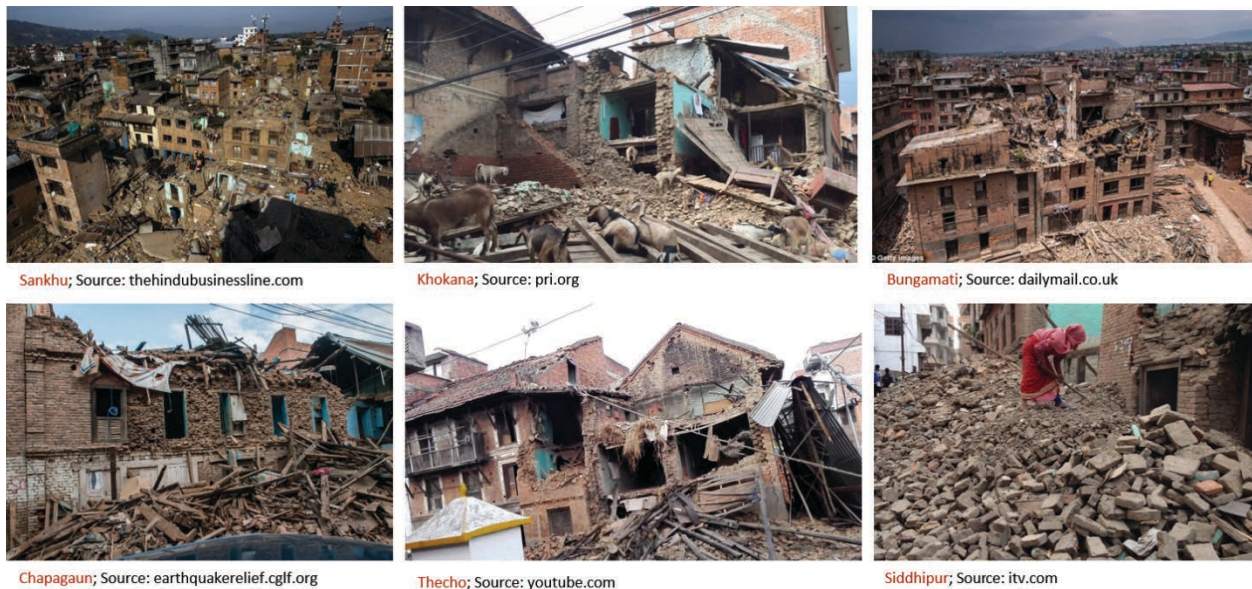 Sankhu; Source: thehindubusinessline.com
Khokana; Source: pri.org
© Getty images
Bungamati; Source: dailymail.co.uk
Chapagaun; Source: earthquakerelief.cglf.org
Thecho; Source: youtube.com
Siddhipur; Source: itv.com